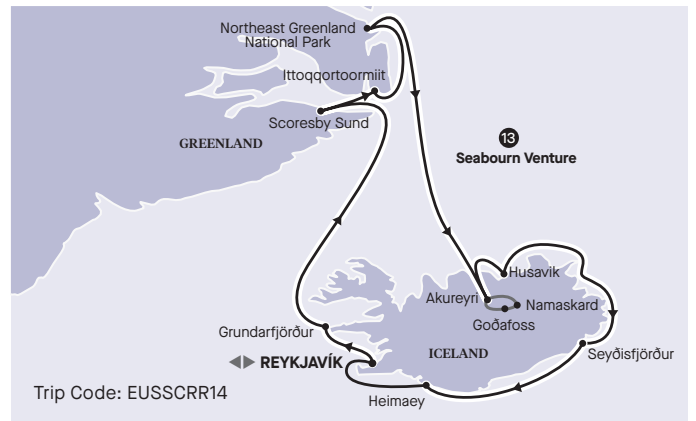 Northeast Greenland
National Park
Ittoqqortoormiit
Scoresby Sund
GREENLAND
13
Seabourn Venture
Husavik
Akureyri
Namaskard
Goðafoss
Grundarfjörður
REYKJAVÍK
ICELAND
Seyðisfjörður
Heimaey
Trip Code: EUSSCRR14